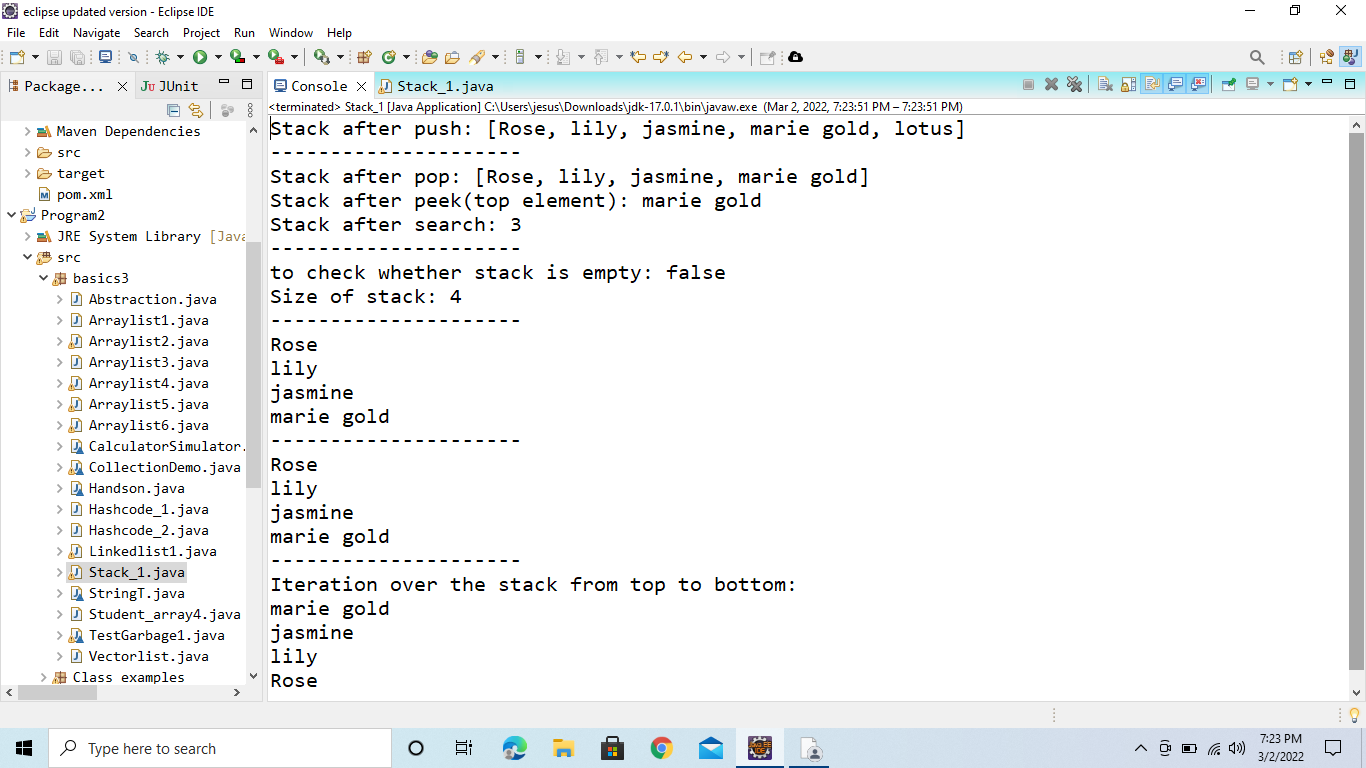 eclipse updated version - Eclipse IDE
File Edit Navigate Search Project Run Window Help
Package... JUnit
Console Stack_1.java
<terminated> Stack_1 [Java Application] C:\Users\jesus\Downloads\jdk-17.0.1\bin\javaw.exe (Mar 2, 2022, 7:23:51 PM – 7:23:51 PM)
Maven Dependencies
src
target
pom.xml
Program2
JRE System Library [Java
src
basics3
Abstraction.java
Arraylist1.java
Arraylist2.java
Arraylist3.java
Arraylist4.java
Arraylist5.java
Arraylist6.java
CalculatorSimulator.
CollectionDemo.java
Handson.java
Hashcode_1.java
Hashcode_2.java
Linkedlist1.java
Stack_1.java
StringT.java
Student_array4.java
TestGarbage1.java
Vectorlist.java
Class examples
Stack after push: [Rose, lily, jasmine, marie gold, lotus]
---------------------
Stack after pop: [Rose, lily, jasmine, marie gold]
Stack after peek(top element): marie gold
Stack after search: 3
---------------------
to check whether stack is empty: false
Size of stack: 4
---------------------
Rose
lily
jasmine
marie gold
---------------------
Rose
lily
jasmine
marie gold
---------------------
Iteration over the stack from top to bottom:
marie gold
jasmine
lily
Rose
Type here to search
7:23 PM
3/2/2022